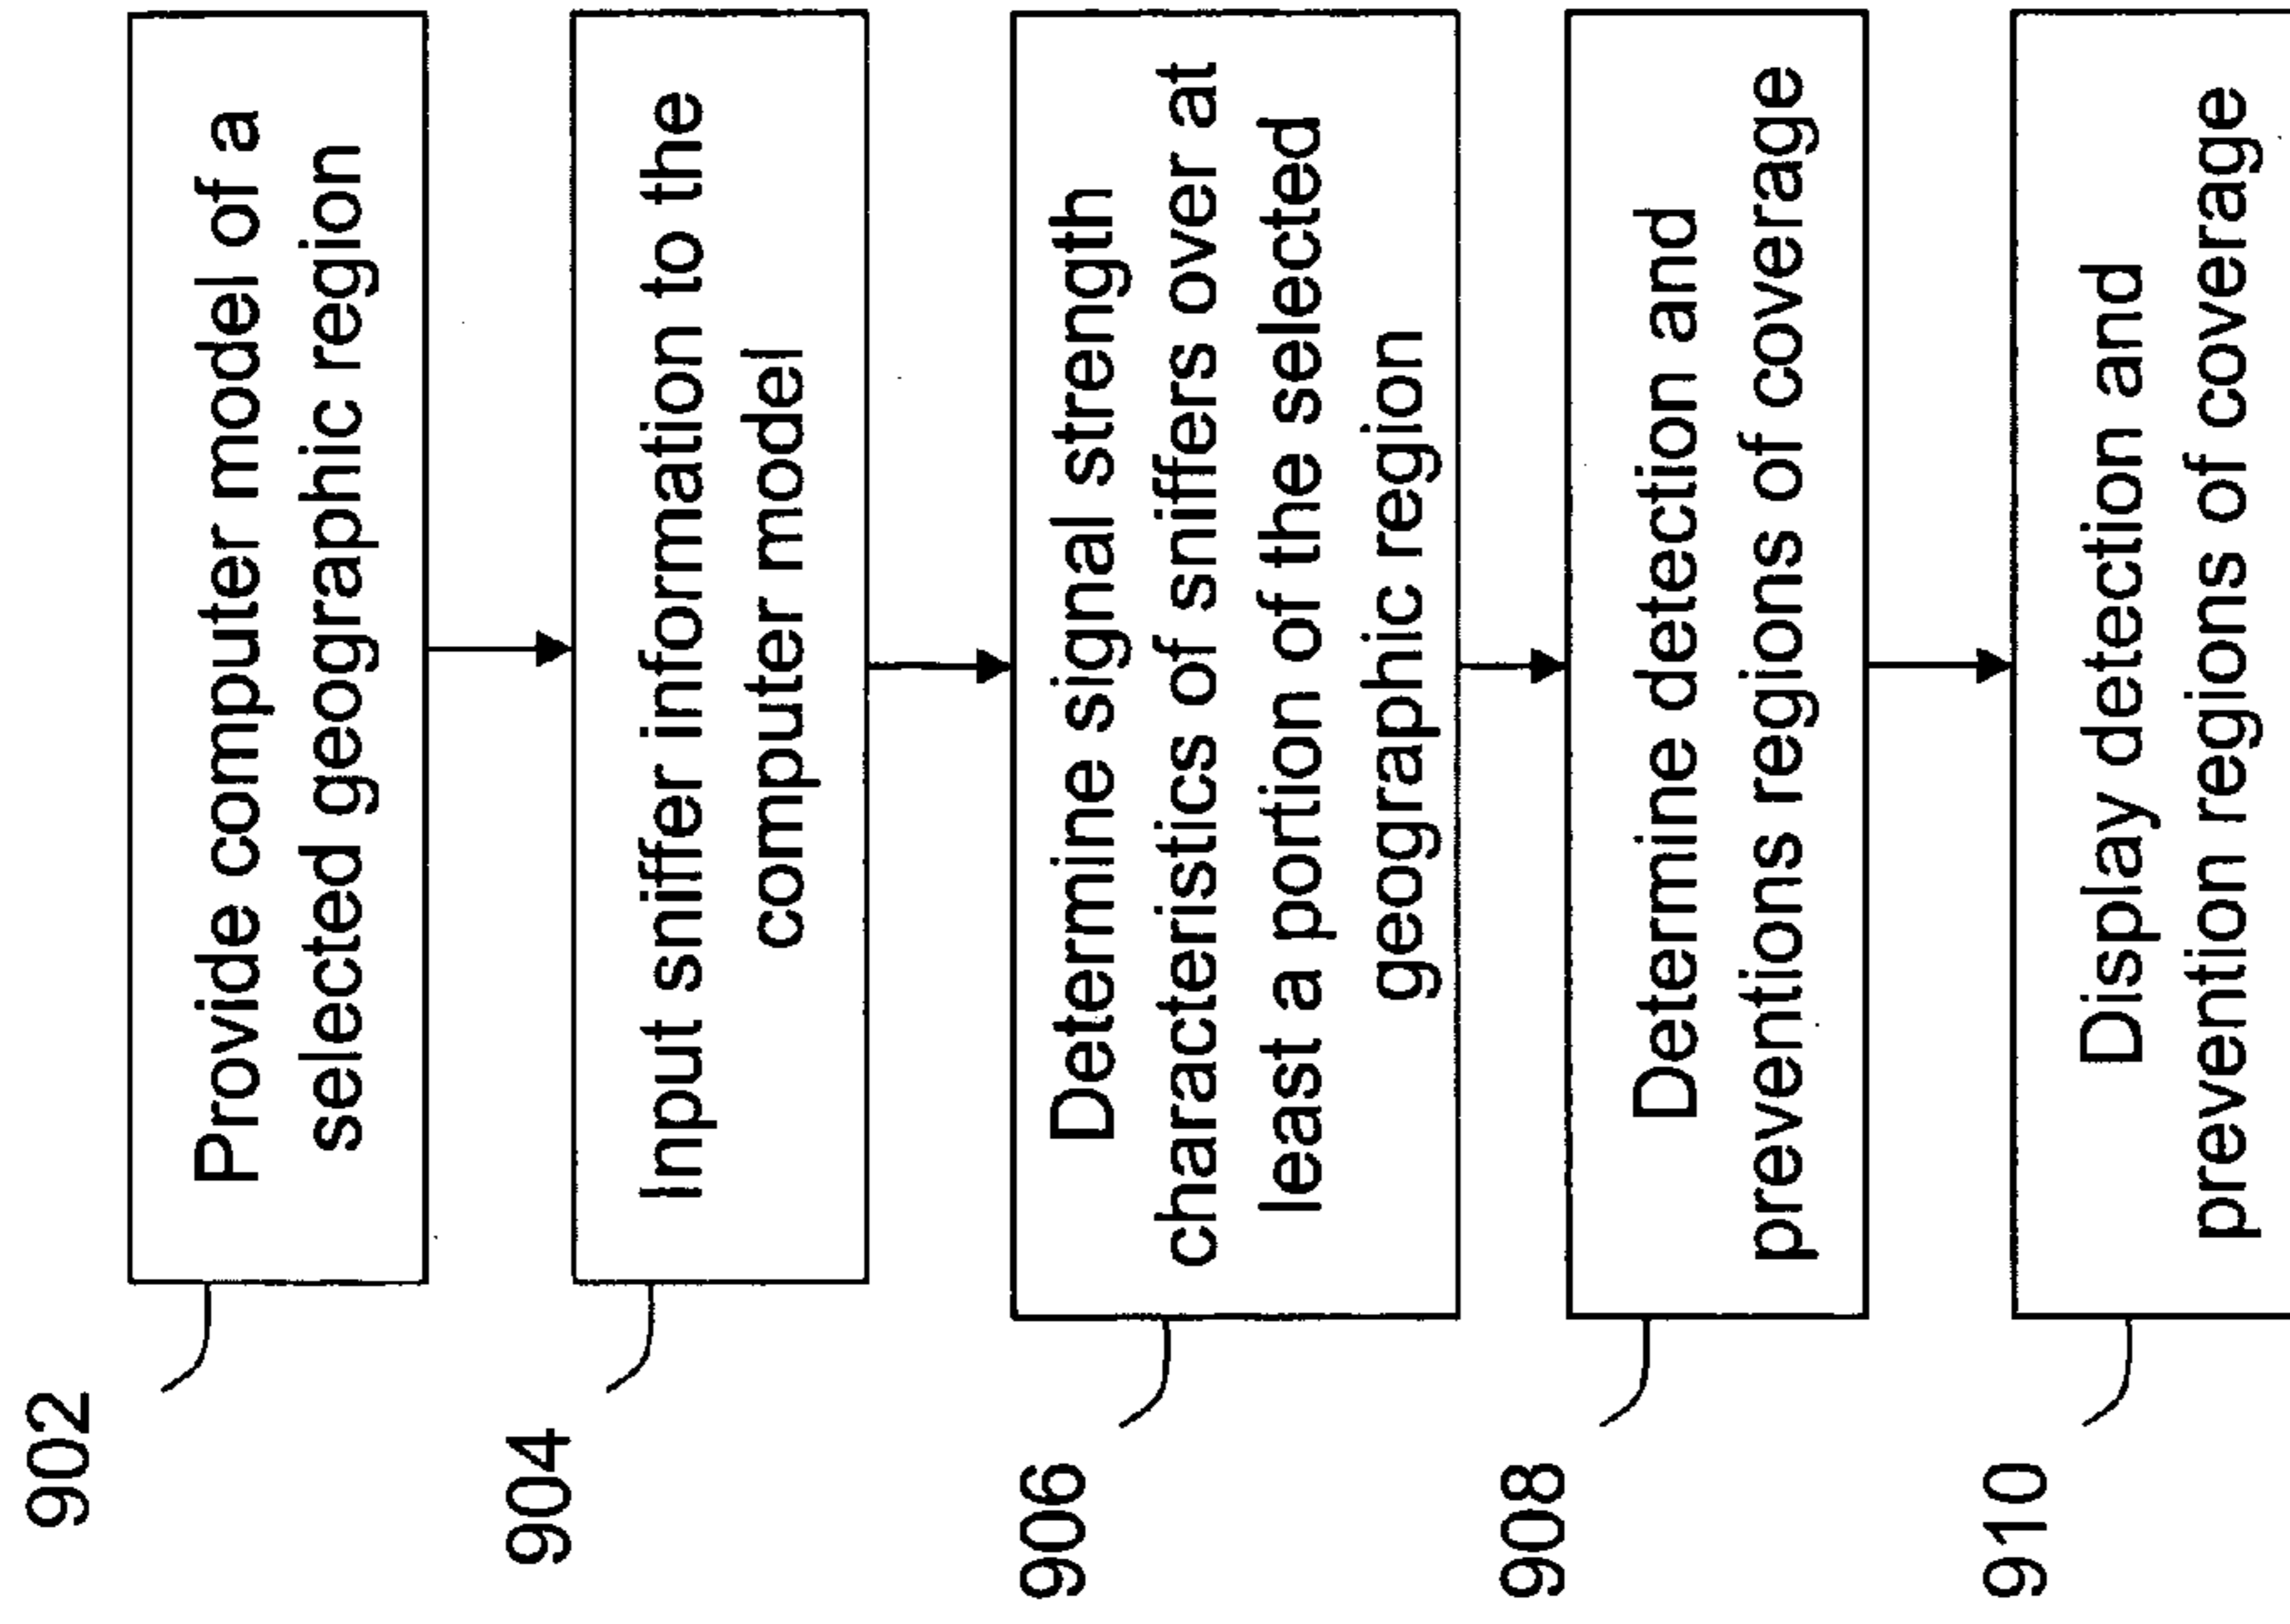 902
Provide computer model of a
selected geographic region
904
Input sniffer information to the
computer model
906
Determine signal strength
characteristics of sniffers over at
least a portion of the selected
geographic region
908
Determine detection and
preventions regions of coverage
910
Display detection and
prevention regions of coverage